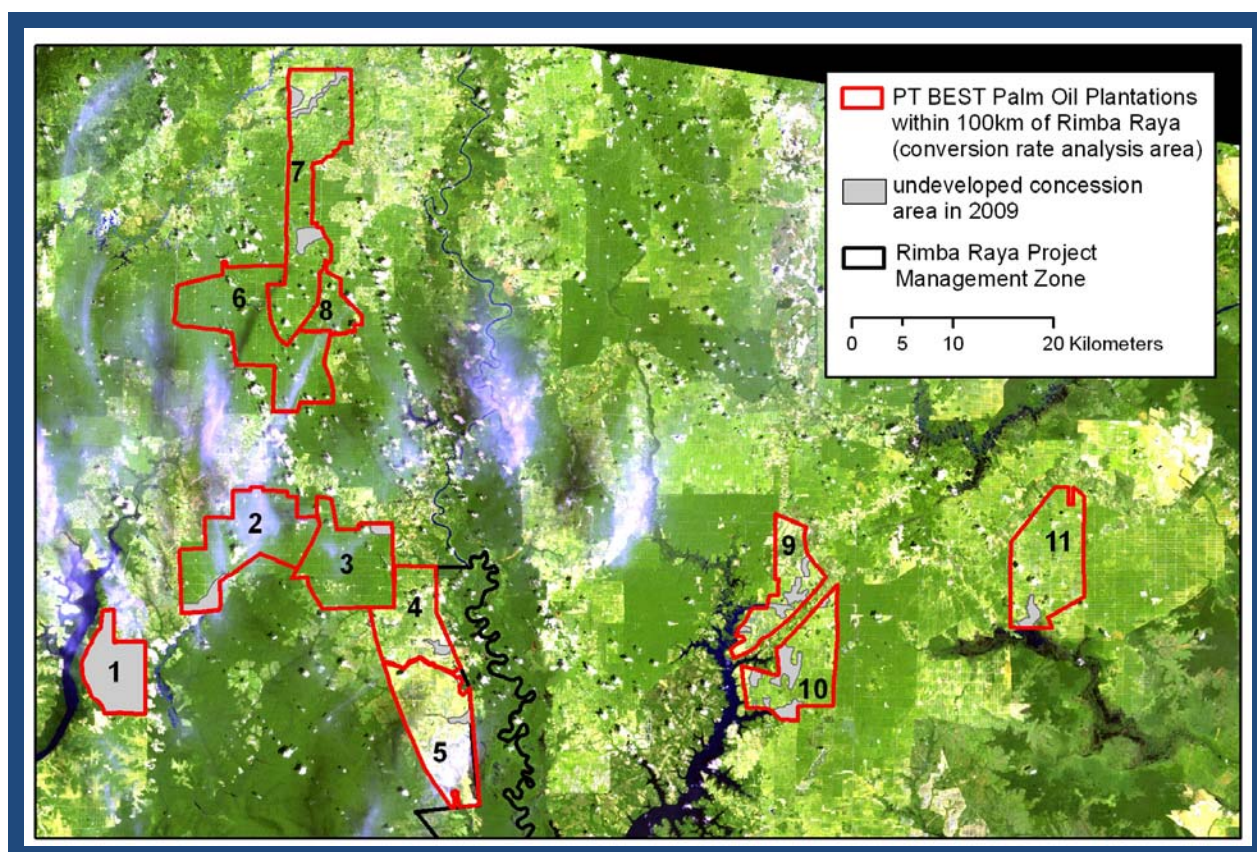 PT BEST Palm Oil Plantations
within 100km of Rimba Raya
(conversion rate analysis area)
undeveloped concession
area in 2009
Rimba Raya Project
Management Zone
0 5 10 20 Kilometers
7
6
8
2
3
9
11
4
1
10
5